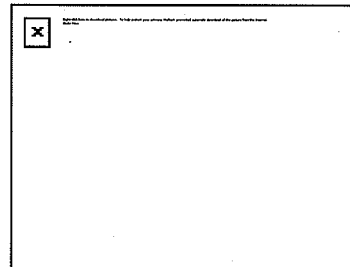 Right-click here to download pictures. To help protect your privacy, Outlook prevented automatic download of this picture from the Internet.